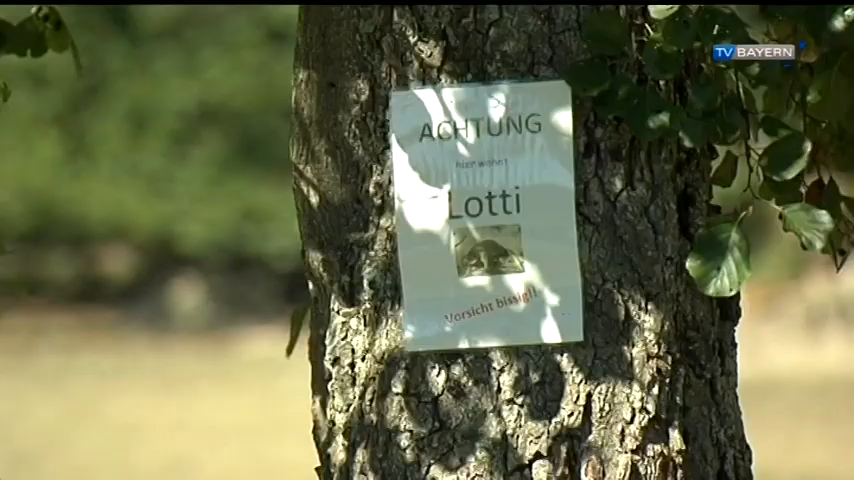 TV BAYERN
ACHTUNG
hier wohnt
Lotti
Vorsicht bissig!!